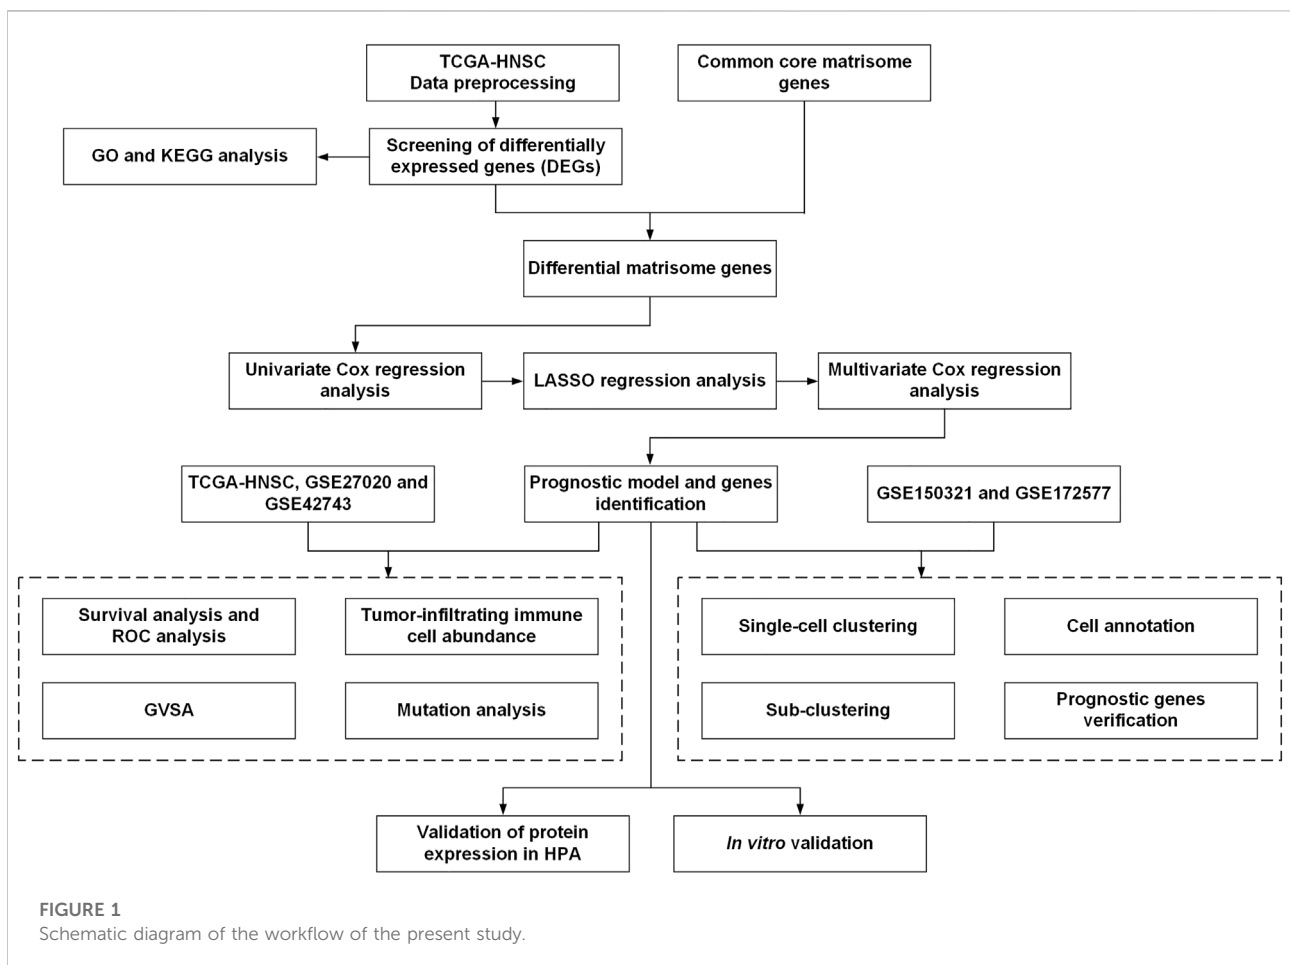 TCGA-HNSC
Data preprocessing
Common core matrisome
genes
GO and KEGG analysis
Screening of differentially
expressed genes (DEGs)
Differential matrisome genes
Univariate Cox regression
analysis
LASSO regression analysis
Multivariate Cox regression
analysis
TCGA-HNSC, GSE27020 and
GSE42743
Prognostic model and genes
identification
GSE150321 and GSE172577
Survival analysis and
ROC analysis
Tumor-infiltrating immune
cell abundance
Single-cell clustering
Cell annotation
GVSA
Mutation analysis
Sub-clustering
Prognostic genes
verification
Validation of protein
expression in HPA
In vitro validation
FIGURE 1
Schematic diagram of the workflow of the present study.